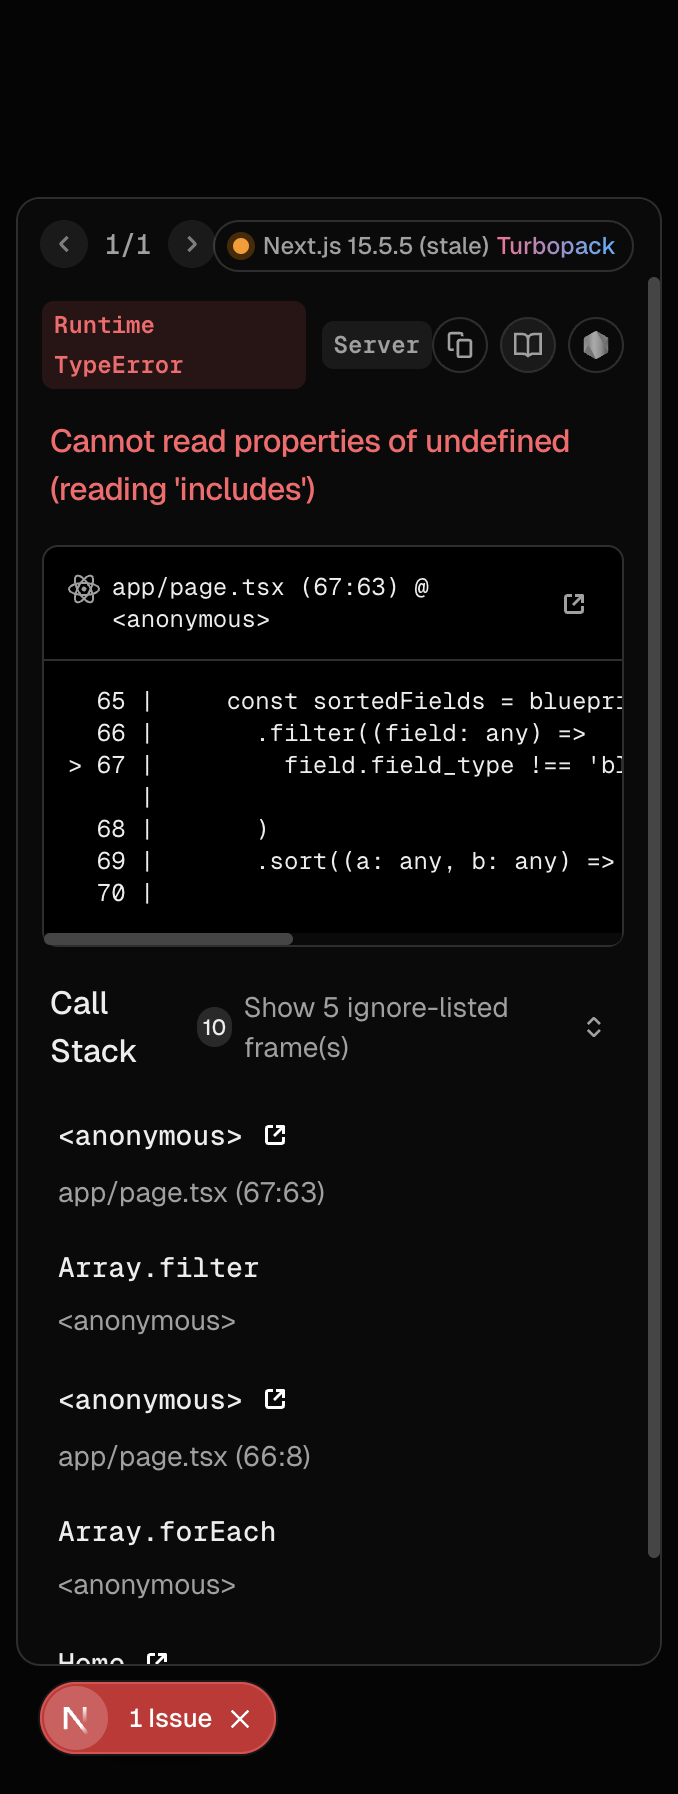 1/1
Next.js 15.5.5 (stale) Turbopack
Runtime
TypeError
Server
Cannot read properties of undefined
(reading 'includes')
app/page.tsx (67:63) @
<anonymous>
65 | const sortedFields = bluepri
66 | .filter((field: any) =>
> 67 | field.field_type !== 'bl
|
68 | )
69 | .sort((a: any, b: any) =>
70 |
Call
Stack
10
Show 5 ignore-listed
frame(s)
<anonymous>
app/page.tsx (67:63)
Array.filter
<anonymous>
<anonymous>
app/page.tsx (66:8)
Array.forEach
<anonymous>
Home
N
1 Issue